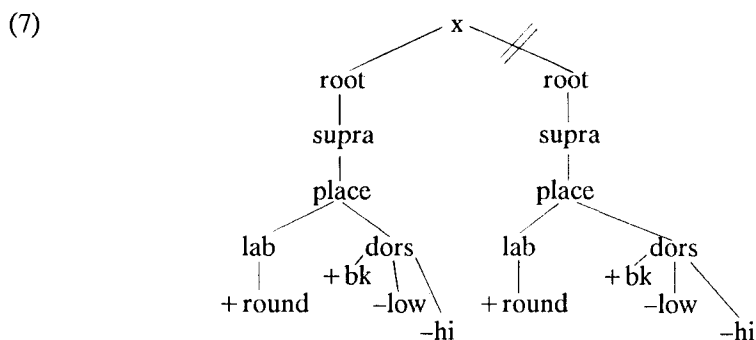 (7)
x
root root
supra supra
place place
lab dors lab dors
+bk +bk
+round –low +round –low
–hi –hi